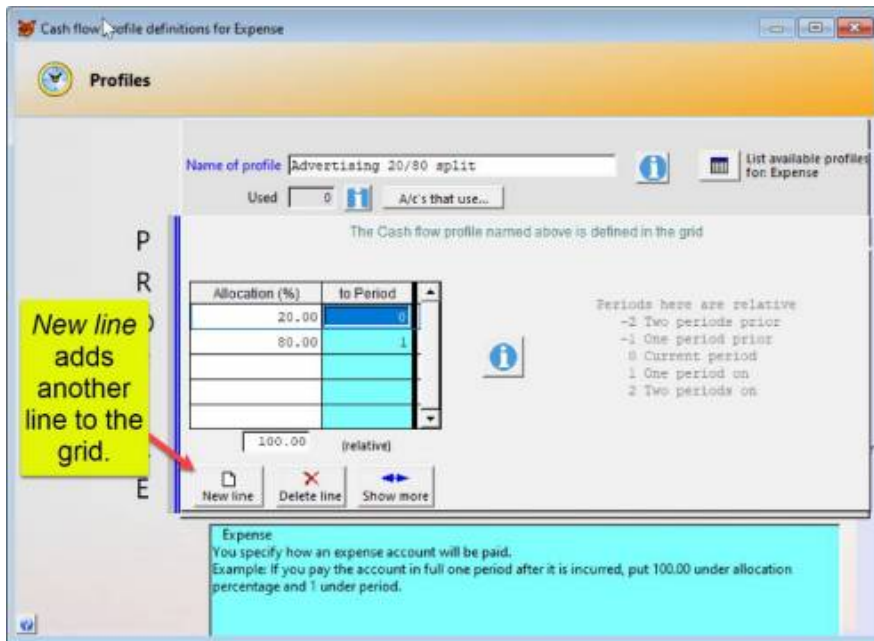 Cash flow profile definitions for Expense
Profiles
Name of profile Advertising 20/80 split
List available profiles
for: Expense
Used 0 A/c's that use...
The Cash flow profile named above is defined in the grid
P
R
E
Allocation (%) to Period
20.00 0
80.00 1
100.00 (relative)
Periods here are relative
-2 Two periods prior
-1 One period prior
0 Current period
1 One period on
2 Two periods on
New line
adds
another
line to the
grid.
New line Delete line Show more
Expense
You specify how an expense account will be paid.
Example: If you pay the account in full one period after it is incurred, put 100.00 under allocation
percentage and 1 under period.